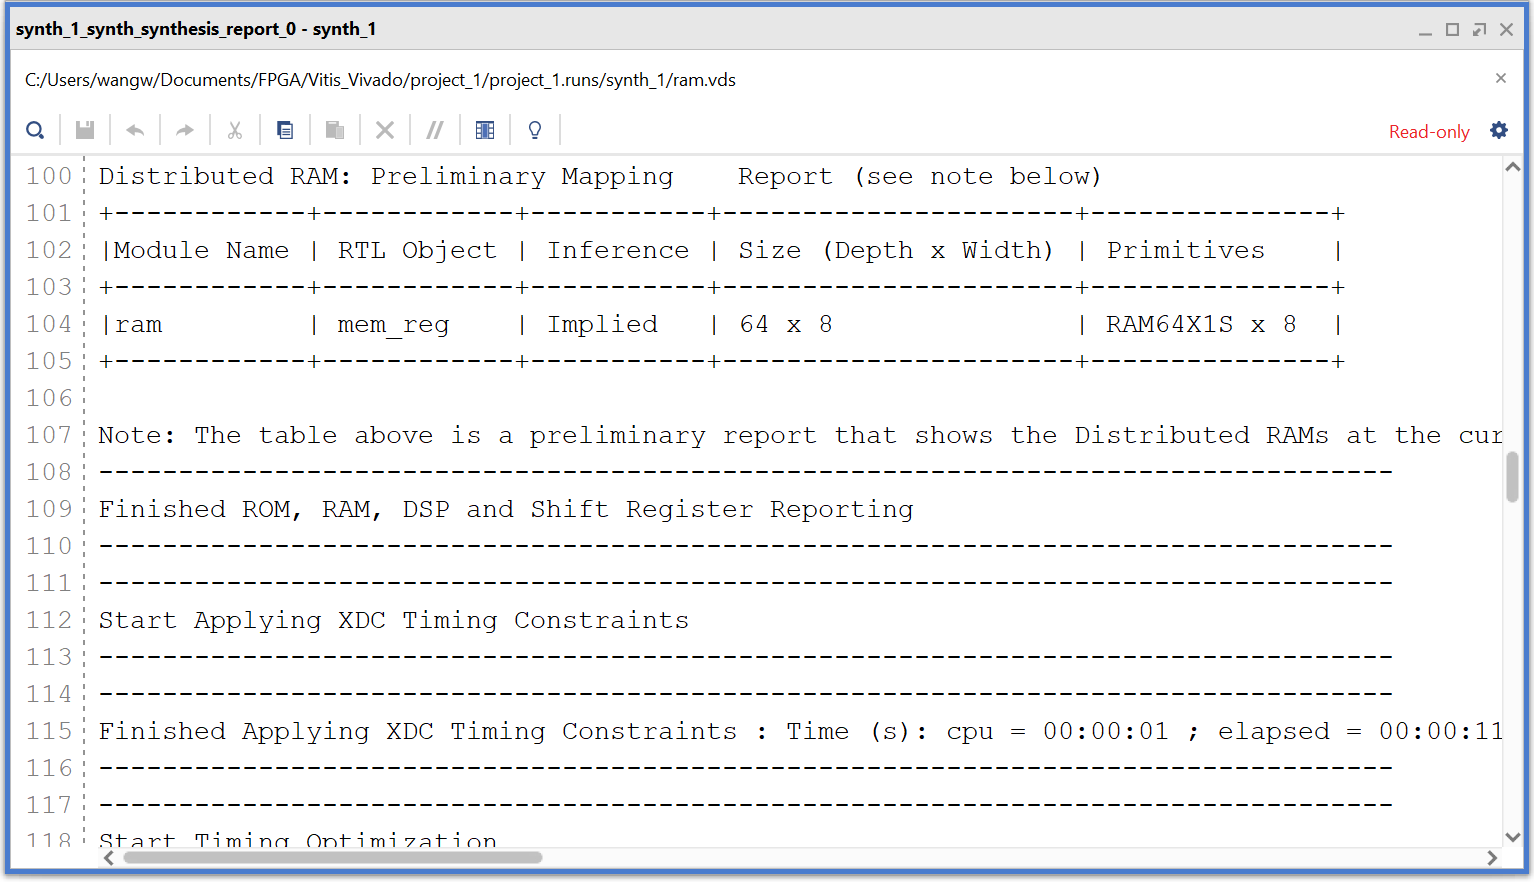 synth_1_synth_synthesis_report_0 - synth_1
C:/Users/wangw/Documents/FPGA/Vitis_Vivado/project_1/project_1.runs/synth_1/ram.vds
Read-only
100 Distributed RAM: Preliminary Mapping    Report (see note below)
101 +------------+------------+-----------+----------------------+---------------+
102 |Module Name | RTL Object | Inference | Size (Depth x Width) | Primitives    |
103 +------------+------------+-----------+----------------------+---------------+
104 |ram         | mem_reg    | Implied   | 64 x 8               | RAM64X1S x 8  |
105 +------------+------------+-----------+----------------------+---------------+
106
107 Note: The table above is a preliminary report that shows the Distributed RAMs at the cur
108 ---------------------------------------------------------------------------------
109 Finished ROM, RAM, DSP and Shift Register Reporting
110 ---------------------------------------------------------------------------------
111 ---------------------------------------------------------------------------------
112 Start Applying XDC Timing Constraints
113 ---------------------------------------------------------------------------------
114 ---------------------------------------------------------------------------------
115 Finished Applying XDC Timing Constraints : Time (s): cpu = 00:00:01 ; elapsed = 00:00:11
116 ---------------------------------------------------------------------------------
117 ---------------------------------------------------------------------------------
118 Start Timing Optimization